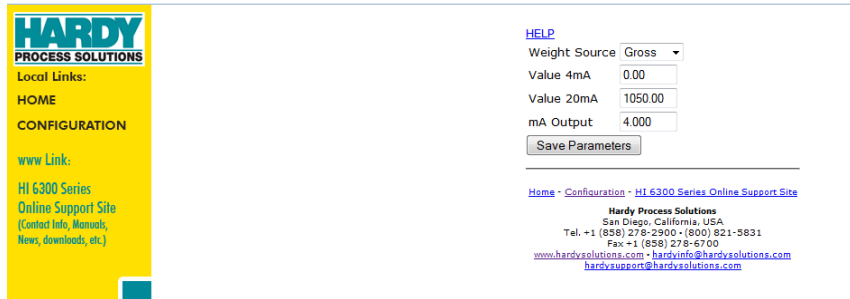 HARDY
PROCESS SOLUTIONS
Local Links:
HOME
CONFIGURATION
www Link:
HI 6300 Series
Online Support Site
(Contact Info, Manuals,
News, downloads, etc.)
HELP
Weight Source Gross
Value 4mA 0.00
Value 20mA 1050.00
mA Output 4.000
Save Parameters
Home - Configuration - HI 6300 Series Online Support Site
Hardy Process Solutions
San Diego, California, USA
Tel. +1 (858) 278-2900 • (800) 821-5831
Fax +1 (858) 278-6700
www.hardysolutions.com • hardyinfo@hardysolutions.com
hardysupport@hardysolutions.com